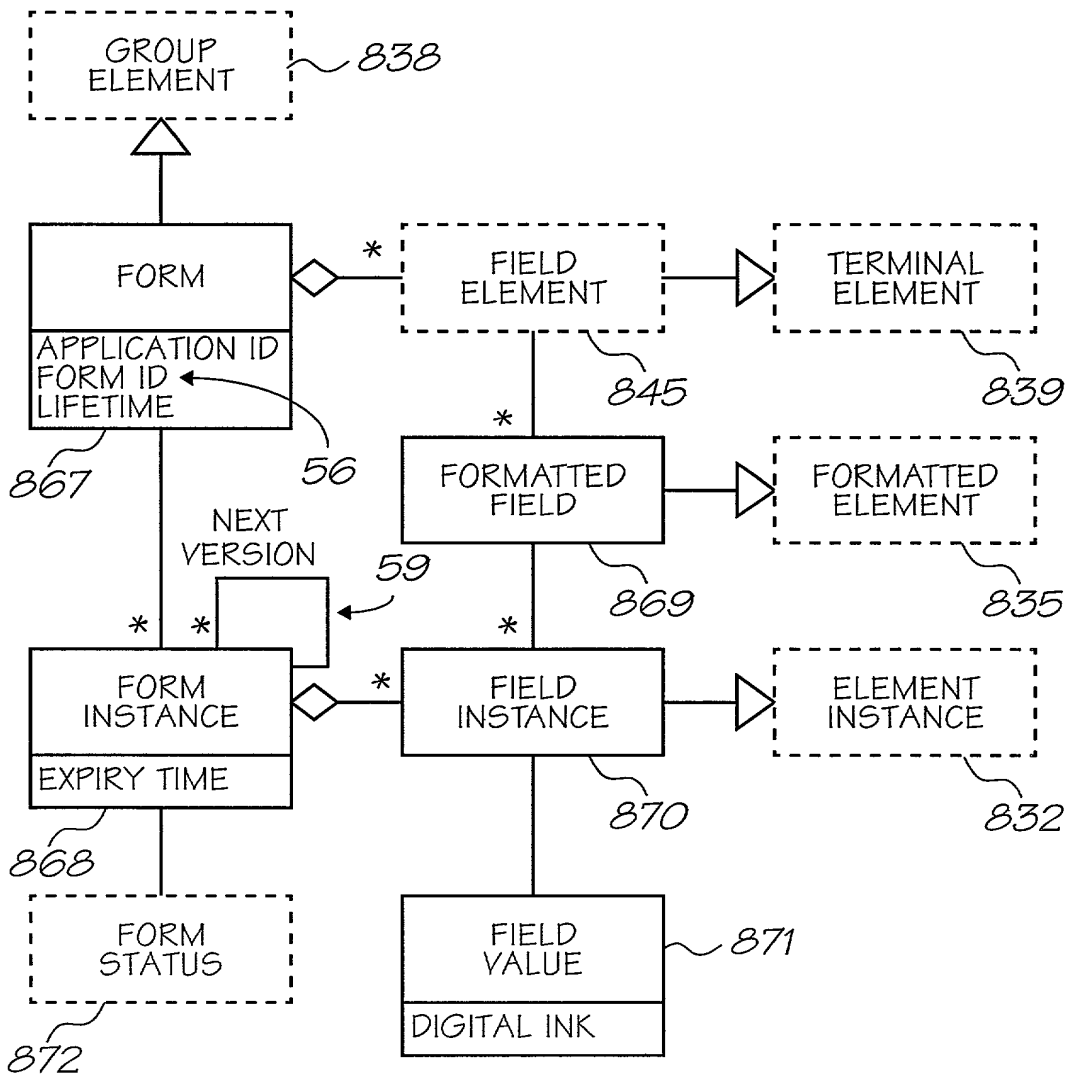 GROUP
ELEMENT
838
FORM
*
FIELD
ELEMENT
TERMINAL
ELEMENT
APPLICATION ID
FORM ID
LIFETIME
845
839
867
56
*
FORMATTED
FIELD
FORMATTED
ELEMENT
NEXT
VERSION
59
869
835
*
*
*
FORM
INSTANCE
*
FIELD
INSTANCE
ELEMENT
INSTANCE
EXPIRY TIME
870
832
868
FORM
STATUS
FIELD
VALUE
871
872
DIGITAL INK